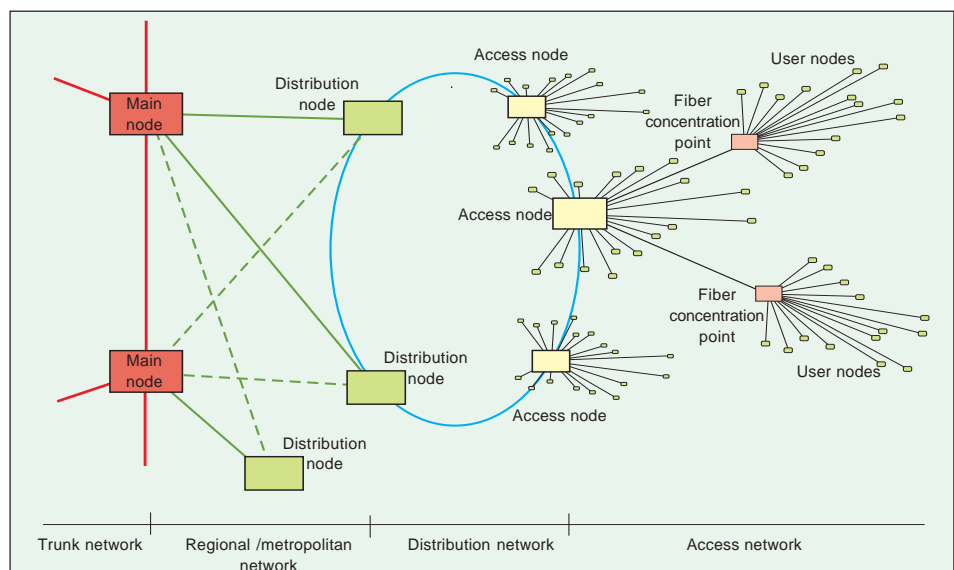 Access node
User nodes
Distribution
node
Main
node
Fiber
concentration
point
Access node
Fiber
concentration
point
Main
node
Distribution
node
User nodes
Access node
Distribution
node
Trunk network
Regional /metropolitan
network
Distribution network
Access network